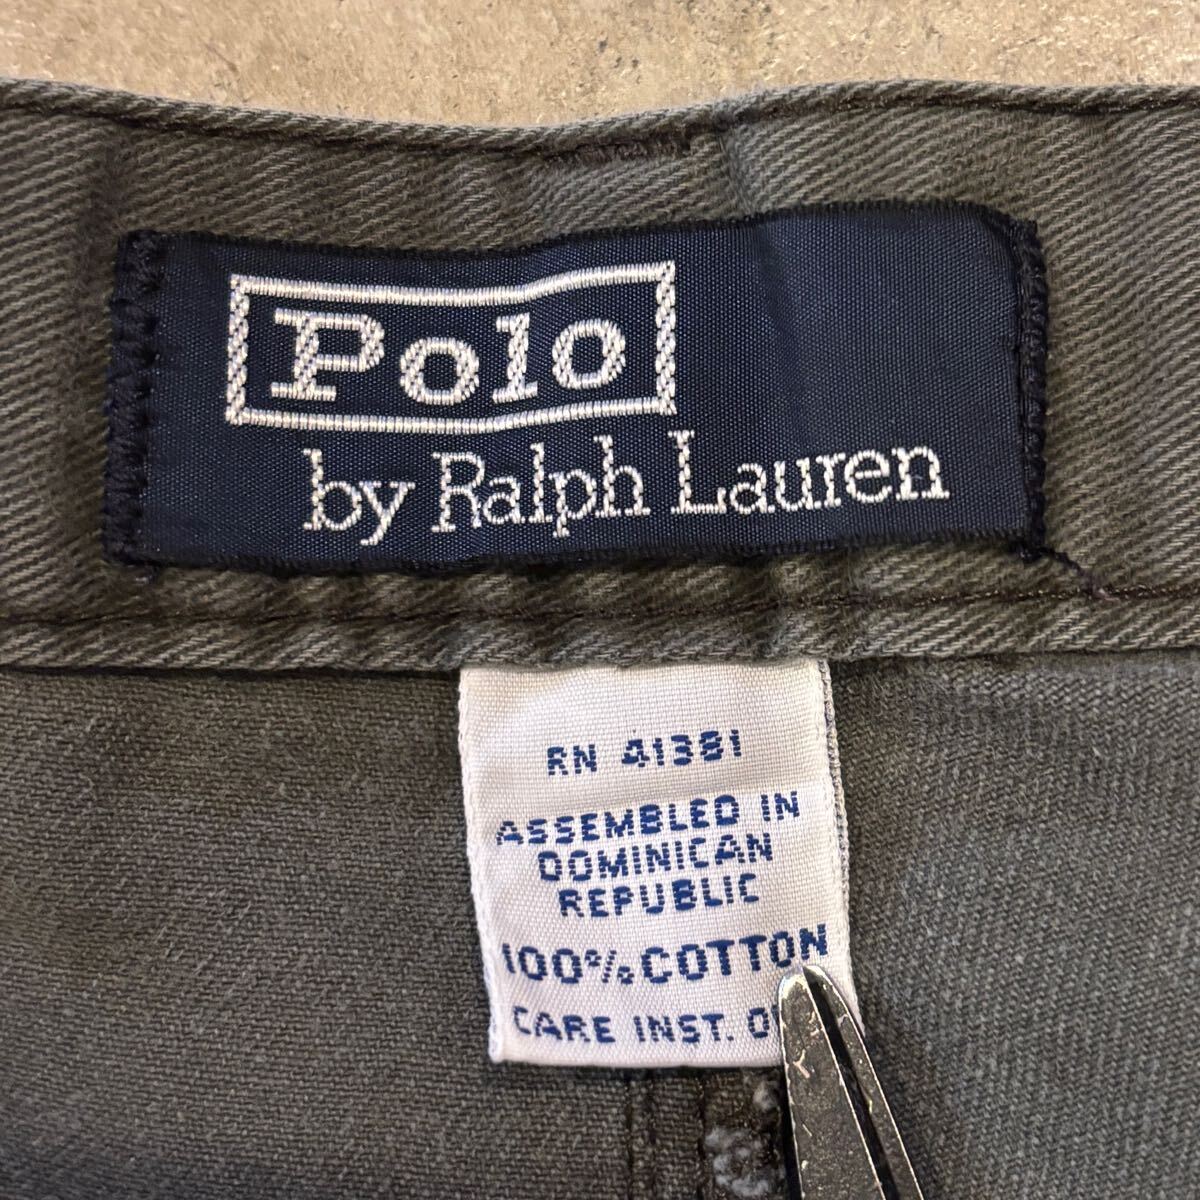 Polo
by Ralph Lauren
RN 41381
ASSEMBLED IN
DOMINICAN
REPUBLIC
100% COTTON
CARE INST.